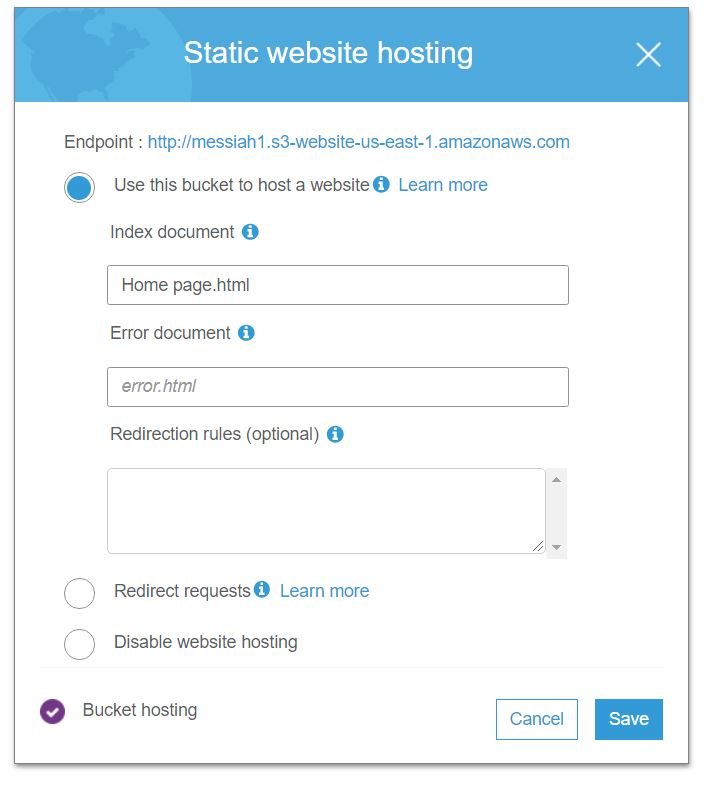 Static website hosting
Endpoint : http://messiah1.s3-website-us-east-1.amazonaws.com
Use this bucket to host a website Learn more
Index document
Home page.html
Error document
error.html
Redirection rules (optional)
Redirect requests Learn more
Disable website hosting
Bucket hosting
Cancel Save